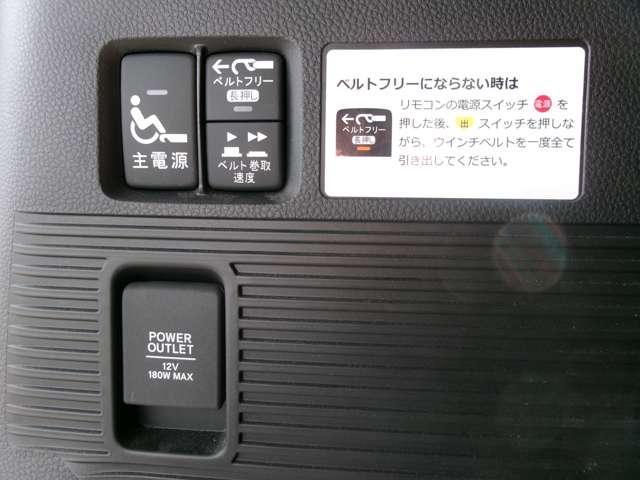 主電源
ベルトフリー
長押し
ベルト巻取
速度
ベルトフリーにならない時は
ベルトフリー
長押し
リモコンの電源スイッチ 電源 を
押した後、 出 スイッチを押しな
がら、ウインチベルトを一度全て
引き出してください。
POWER
OUTLET
12V
180W MAX